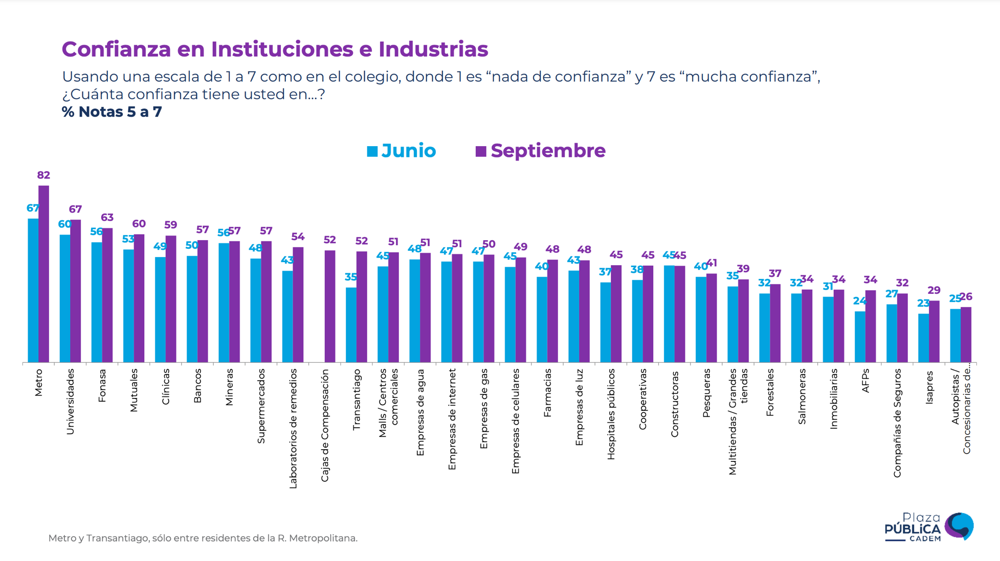 Confianza en Instituciones e Industrias
Usando una escala de 1 a 7 como en el colegio, donde 1 es “nada de confianza” y 7 es “mucha confianza”,
¿Cuánta confianza tiene usted en...?
% Notas 5 a 7
Junio Septiembre
67 82
60 67
56 63
53 60
49 59
50 57
56 57
48 57
43 54
52
35 52
45 51
48 51
47 51
47 50
45 49
40 48
43 48
37 45
38 45
45 45
40 41
35 39
32 37
32 34
31 34
24 34
27 32
23 29
25 26
Metro
Universidades
Fonasa
Mutuales
Clínicas
Bancos
Mineras
Supermercados
Laboratorios de remedios
Cajas de Compensación
Transantiago
Malls / Centros
comerciales
Empresas de agua
Empresas de internet
Empresas de gas
Empresas de celulares
Farmacias
Empresas de luz
Hospitales públicos
Cooperativas
Constructoras
Pesqueras
Multitiendas / Grandes
tiendas
Forestales
Salmoneras
Inmobiliarias
AFPs
Compañías de Seguros
Isapres
Autopistas /
Concesionarias de...
Metro y Transantiago, sólo entre residentes de la R. Metropolitana.
Plaza
PÚBLiCA
CADEM